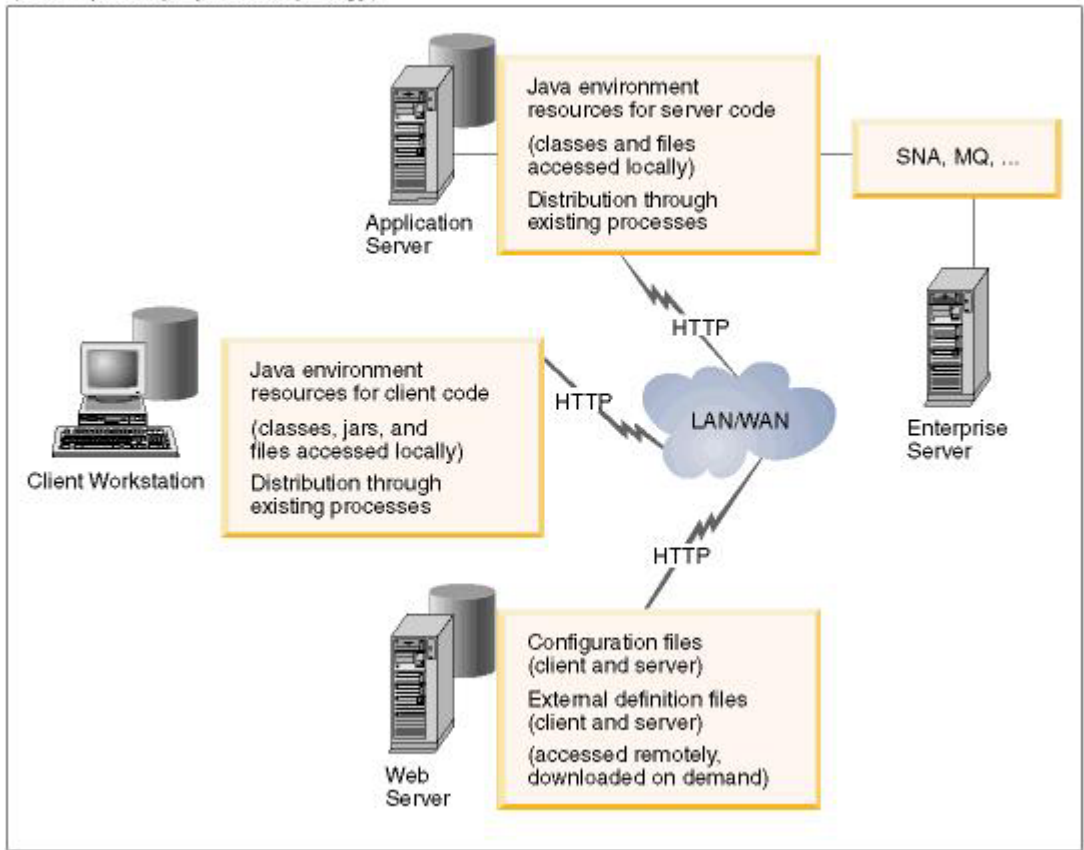 Java environment
resources for server code
(classes and files
accessed locally)
Distribution through
existing processes
SNA, MQ, ...
Application
Server
HTTP
Java environment
resources for client code
(classes, jars, and
files accessed locally)
Distribution through
existing processes
HTTP
LAN/WAN
Enterprise
Server
Client Workstation
HTTP
Configuration files
(client and server)
External definition files
(client and server)
(accessed remotely,
downloaded on demand)
Web
Server